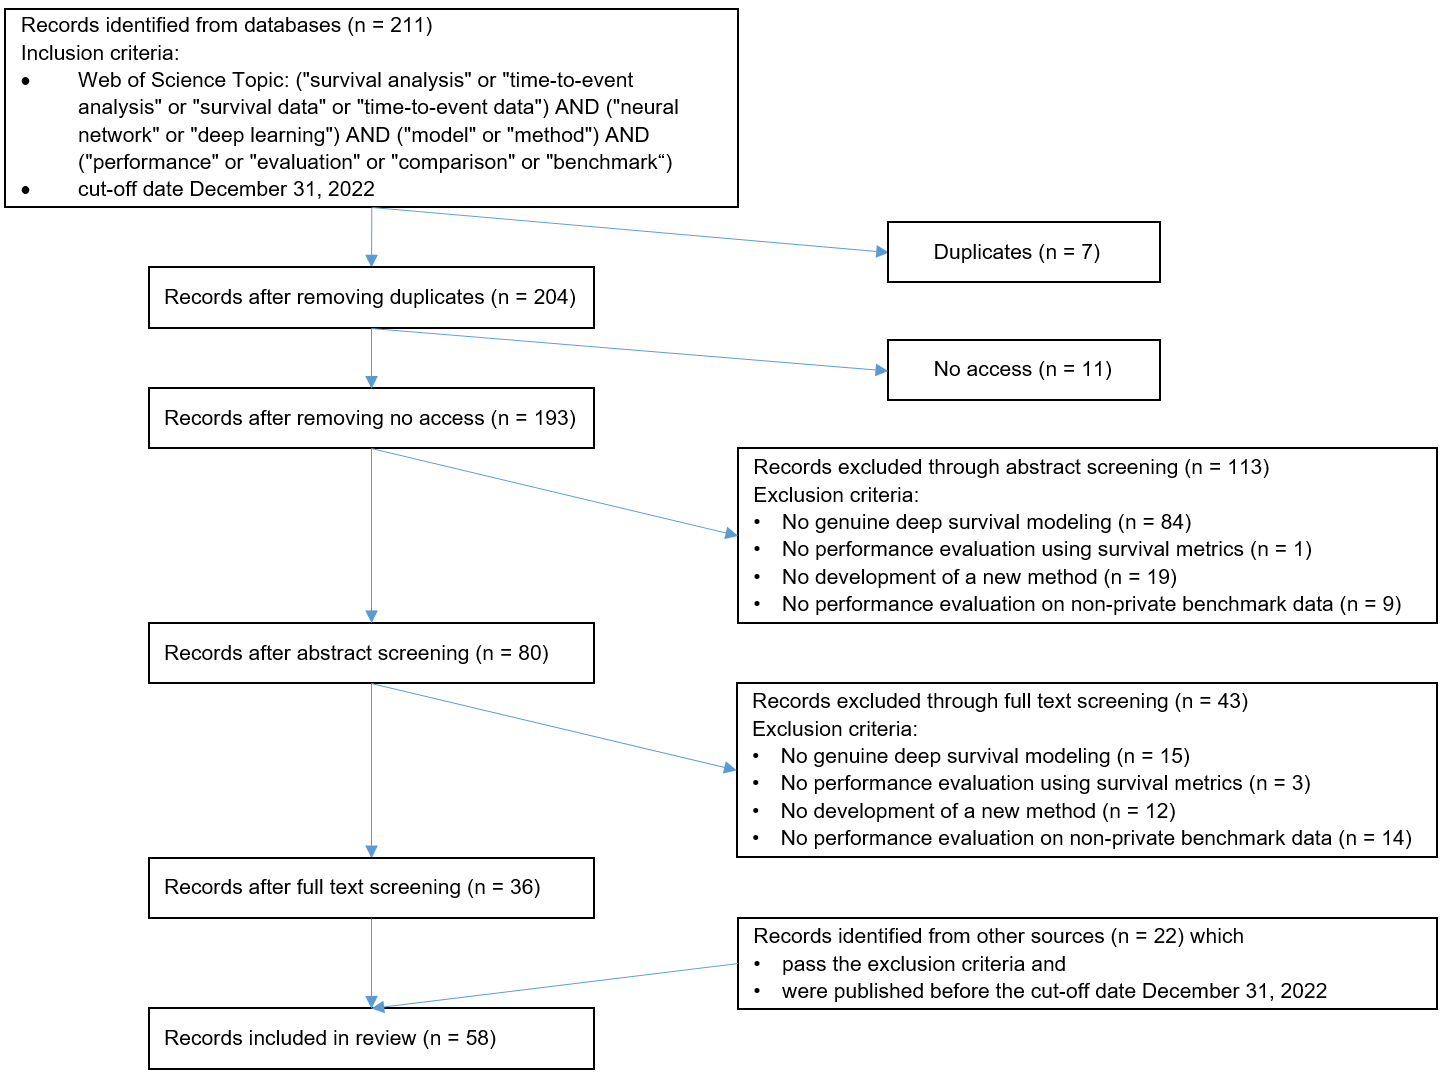 Records identified from databases (n = 211)
Inclusion criteria:
● Web of Science Topic: ("survival analysis" or "time-to-event
analysis" or "survival data" or "time-to-event data") AND ("neural
network" or "deep learning") AND ("model" or "method") AND
("performance" or "evaluation" or "comparison" or "benchmark“)
● cut-off date December 31, 2022
Duplicates (n = 7)
Records after removing duplicates (n = 204)
No access (n = 11)
Records after removing no access (n = 193)
Records excluded through abstract screening (n = 113)
Exclusion criteria:
• No genuine deep survival modeling (n = 84)
• No performance evaluation using survival metrics (n = 1)
• No development of a new method (n = 19)
• No performance evaluation on non-private benchmark data (n = 9)
Records after abstract screening (n = 80)
Records excluded through full text screening (n = 43)
Exclusion criteria:
• No genuine deep survival modeling (n = 15)
• No performance evaluation using survival metrics (n = 3)
• No development of a new method (n = 12)
• No performance evaluation on non-private benchmark data (n = 14)
Records after full text screening (n = 36)
Records identified from other sources (n = 22) which
• pass the exclusion criteria and
• were published before the cut-off date December 31, 2022
Records included in review (n = 58)